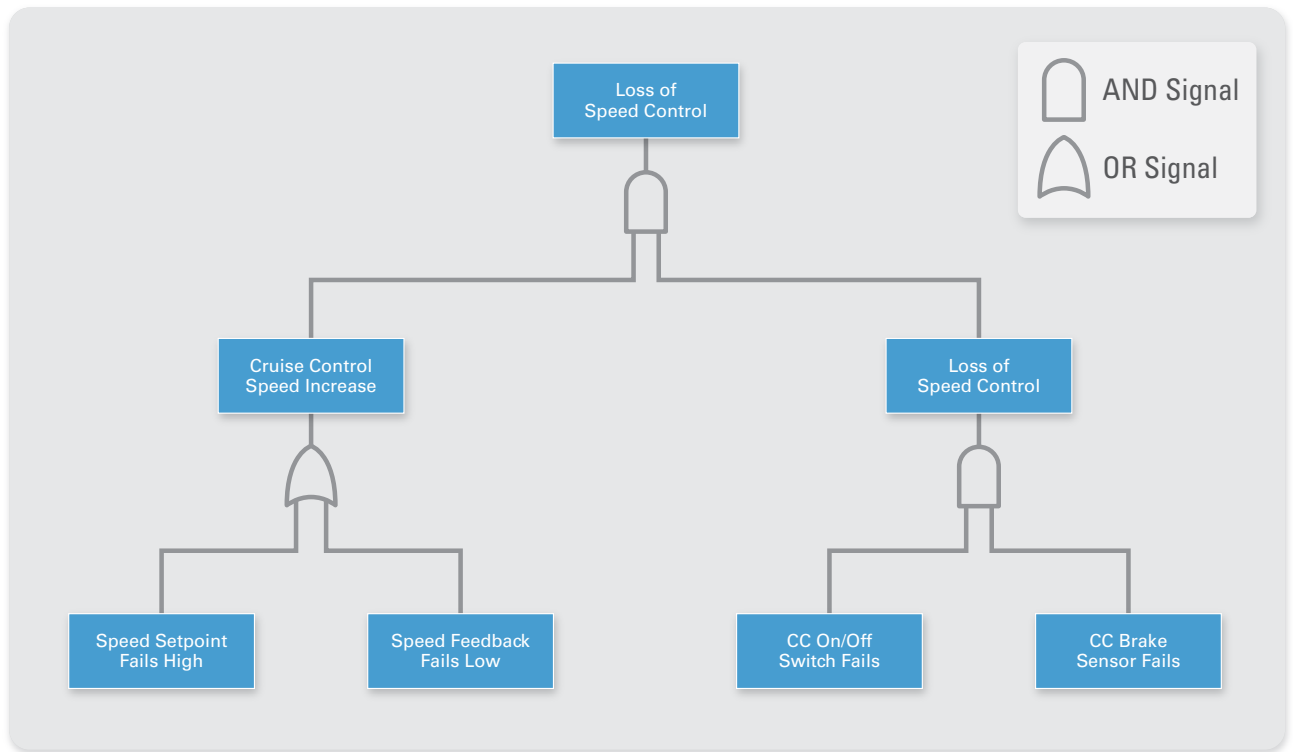 Loss of
Speed Control
AND Signal
OR Signal
Cruise Control
Speed Increase
Loss of
Speed Control
Speed Setpoint
Fails High
Speed Feedback
Fails Low
CC On/Off
Switch Fails
CC Brake
Sensor Fails